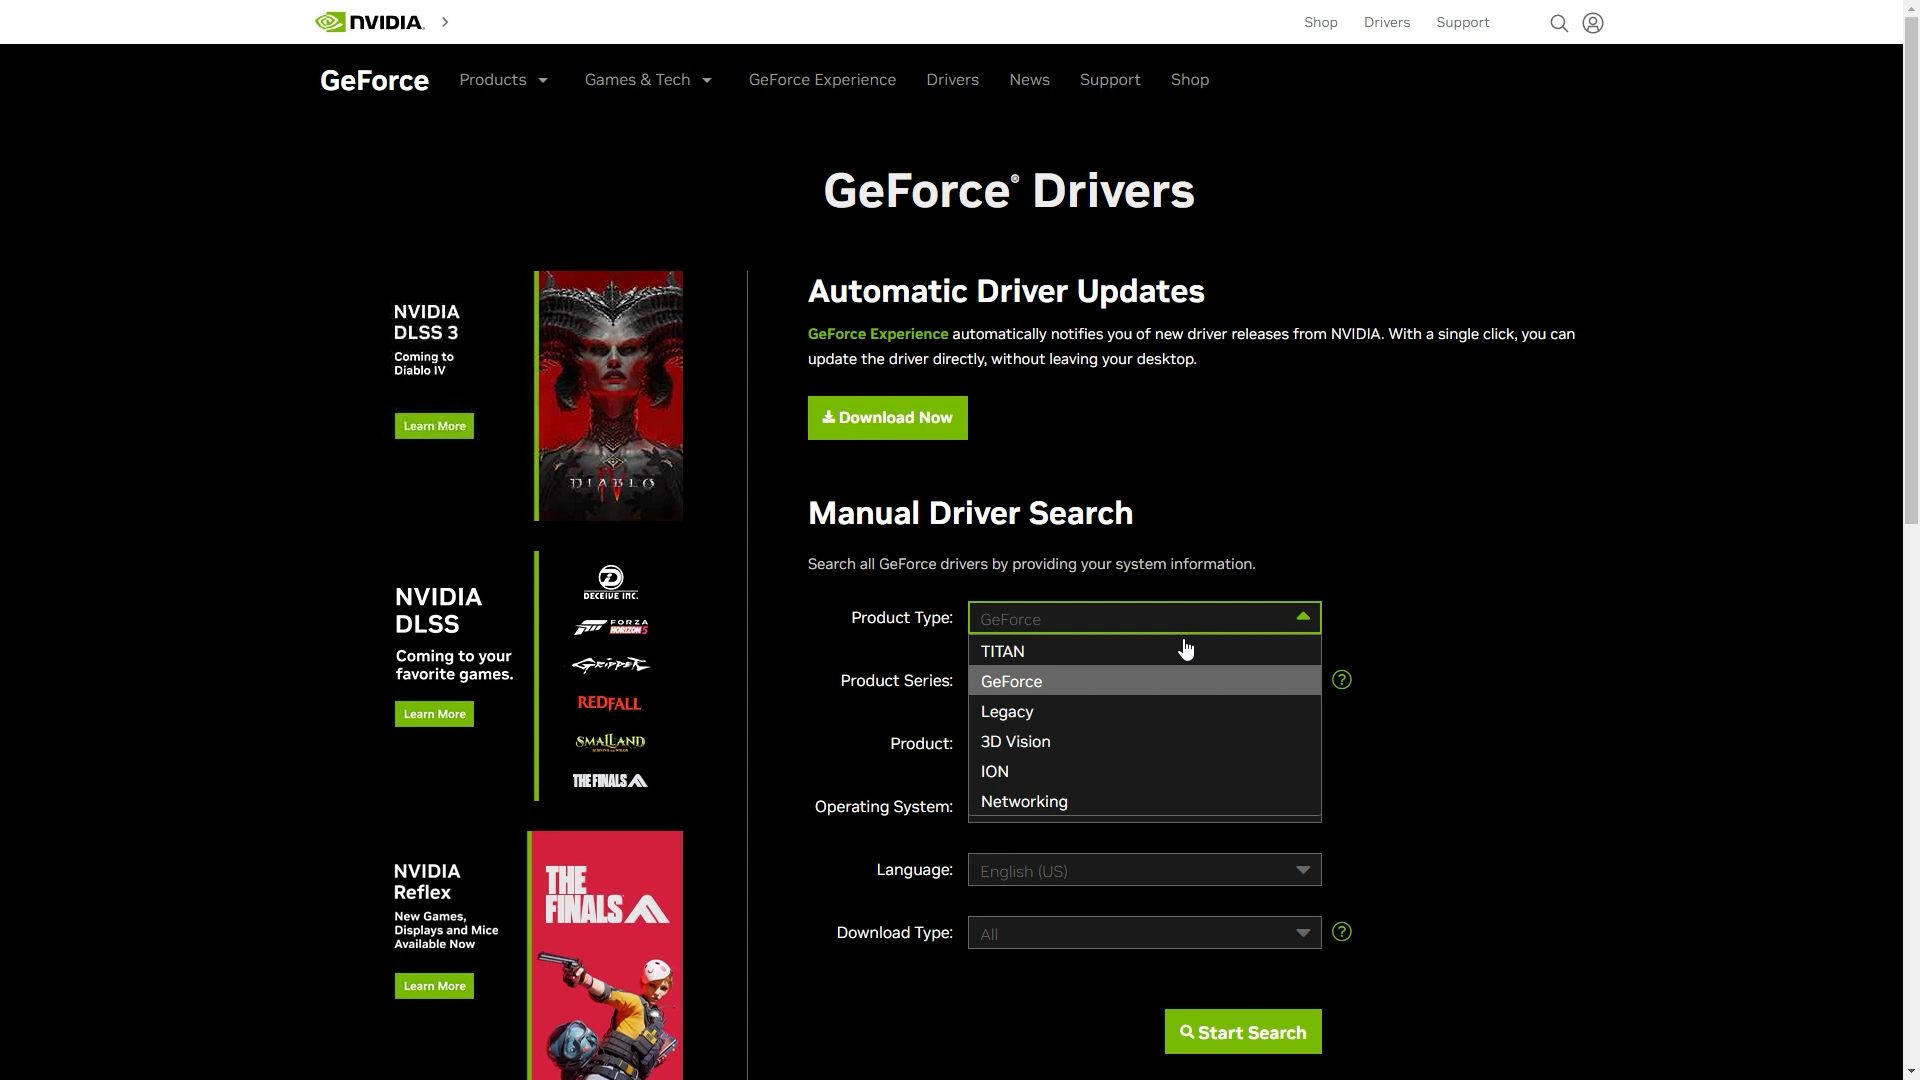 NVIDIA.
Shop
Drivers
Support
GeForce
Products
Games & Tech
GeForce Experience
Drivers
News
Support
Shop
GeForce® Drivers
NVIDIA
DLSS 3
Coming to
Diablo IV
Learn More
DIABLO
IV
NVIDIA
DLSS
Coming to your
favorite games.
Learn More
DECEIVE INC.
FORZA
HORIZON 5
GRIPPER
REDFALL
SMALLAND
SURVIVE THE WILDS
THE FINALS
NVIDIA
Reflex
New Games,
Displays and Mice
Available Now
Learn More
THE
FINALS
Automatic Driver Updates
GeForce Experience automatically notifies you of new driver releases from NVIDIA. With a single click, you can
update the driver directly, without leaving your desktop.
Download Now
Manual Driver Search
Search all GeForce drivers by providing your system information.
Product Type:
GeForce
TITAN
Product Series:
GeForce
?
Legacy
Product:
3D Vision
ION
Operating System:
Networking
Language:
English (US)
Download Type:
All
?
Start Search